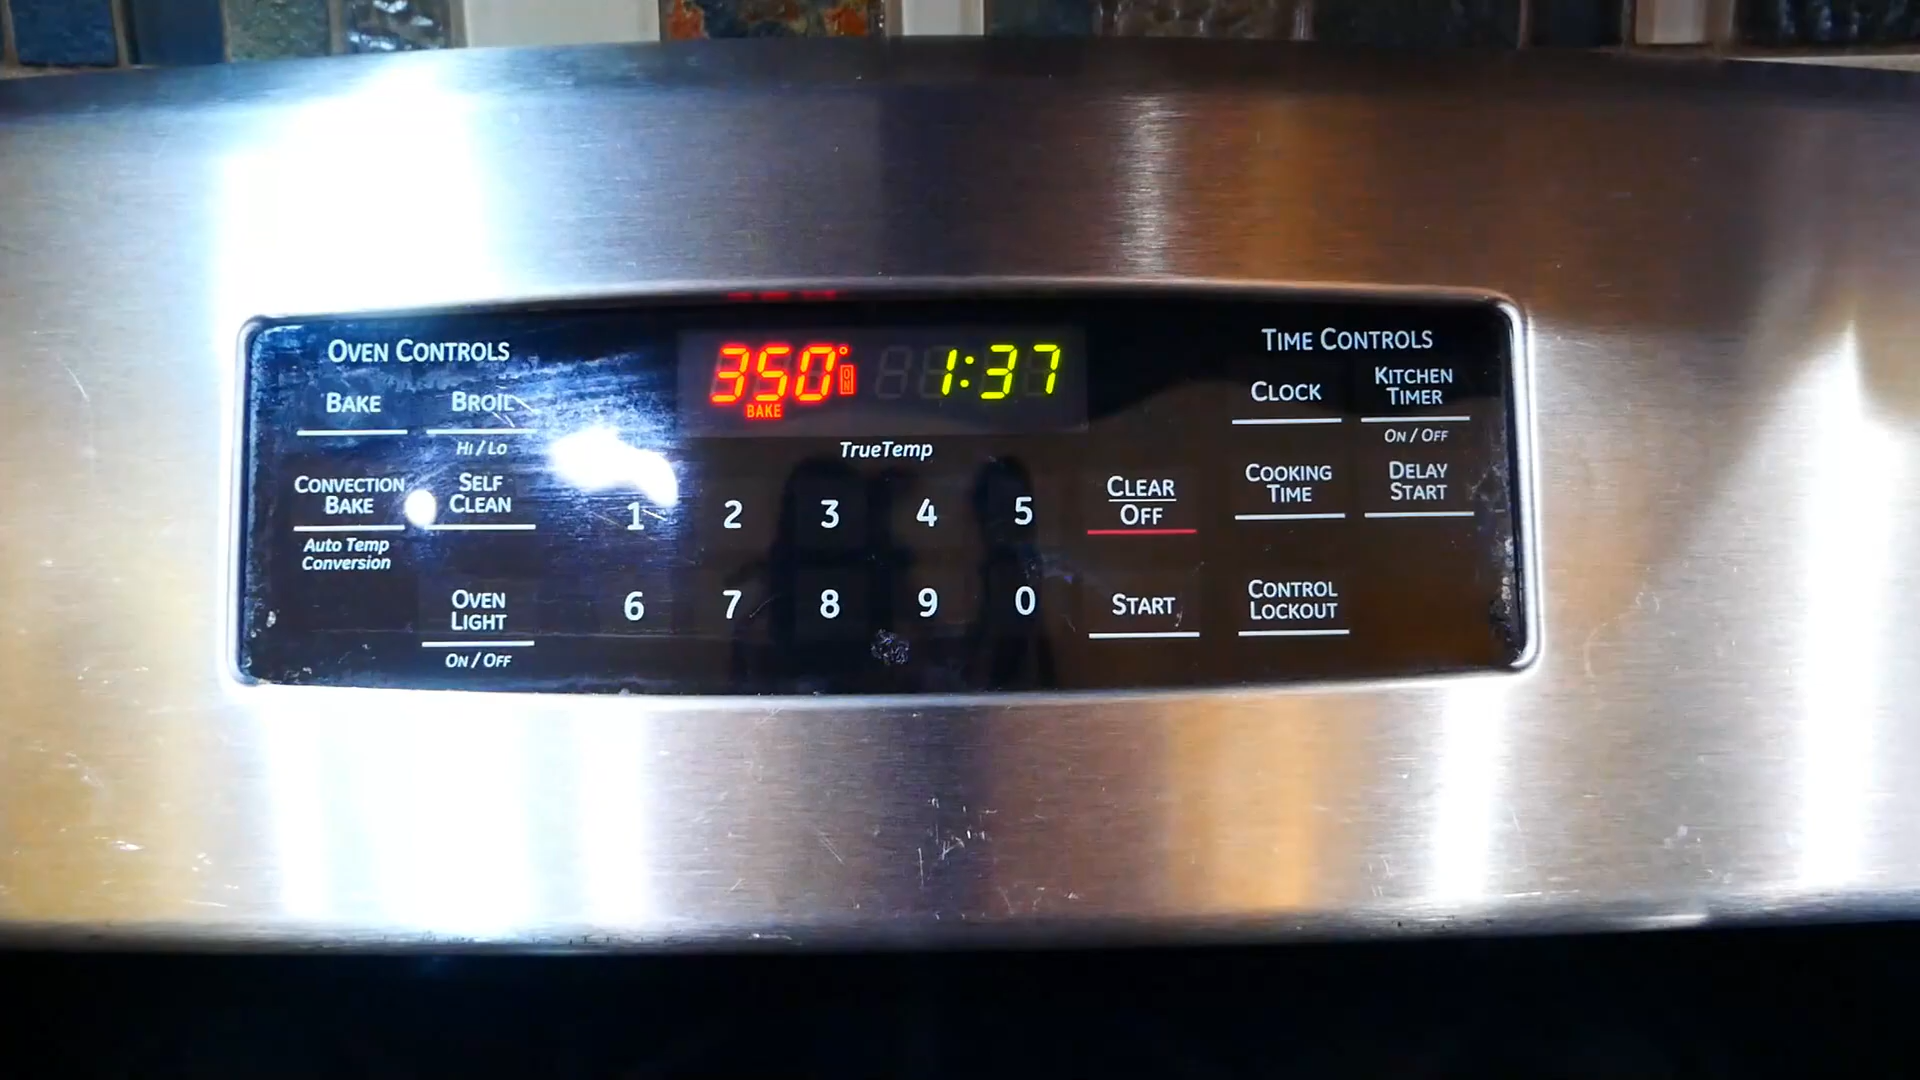 OVEN CONTROLS
BAKE
BROIL
HI / LO
CONVECTION
BAKE
SELF
CLEAN
Auto Temp
Conversion
OVEN
LIGHT
ON / OFF
350° ON
BAKE
1:37
TrueTemp
1 2 3 4 5
6 7 8 9 0
CLEAR
OFF
START
TIME CONTROLS
CLOCK
KITCHEN
TIMER
ON / OFF
COOKING
TIME
DELAY
START
CONTROL
LOCKOUT